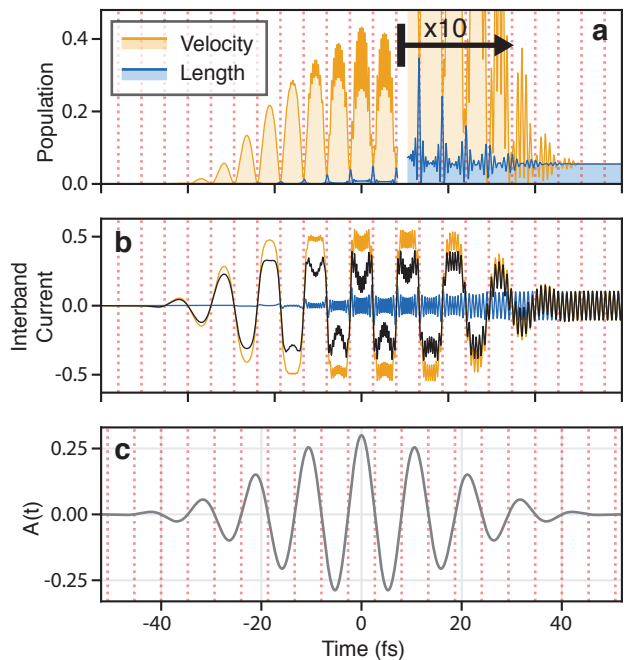 x10
a
Velocity
Length
Population
0.4
0.2
0.0
b
Interband
Current
0.5
0.0
-0.5
c
A(t)
0.25
0.00
-0.25
-40 -20 0 20 40
Time (fs)